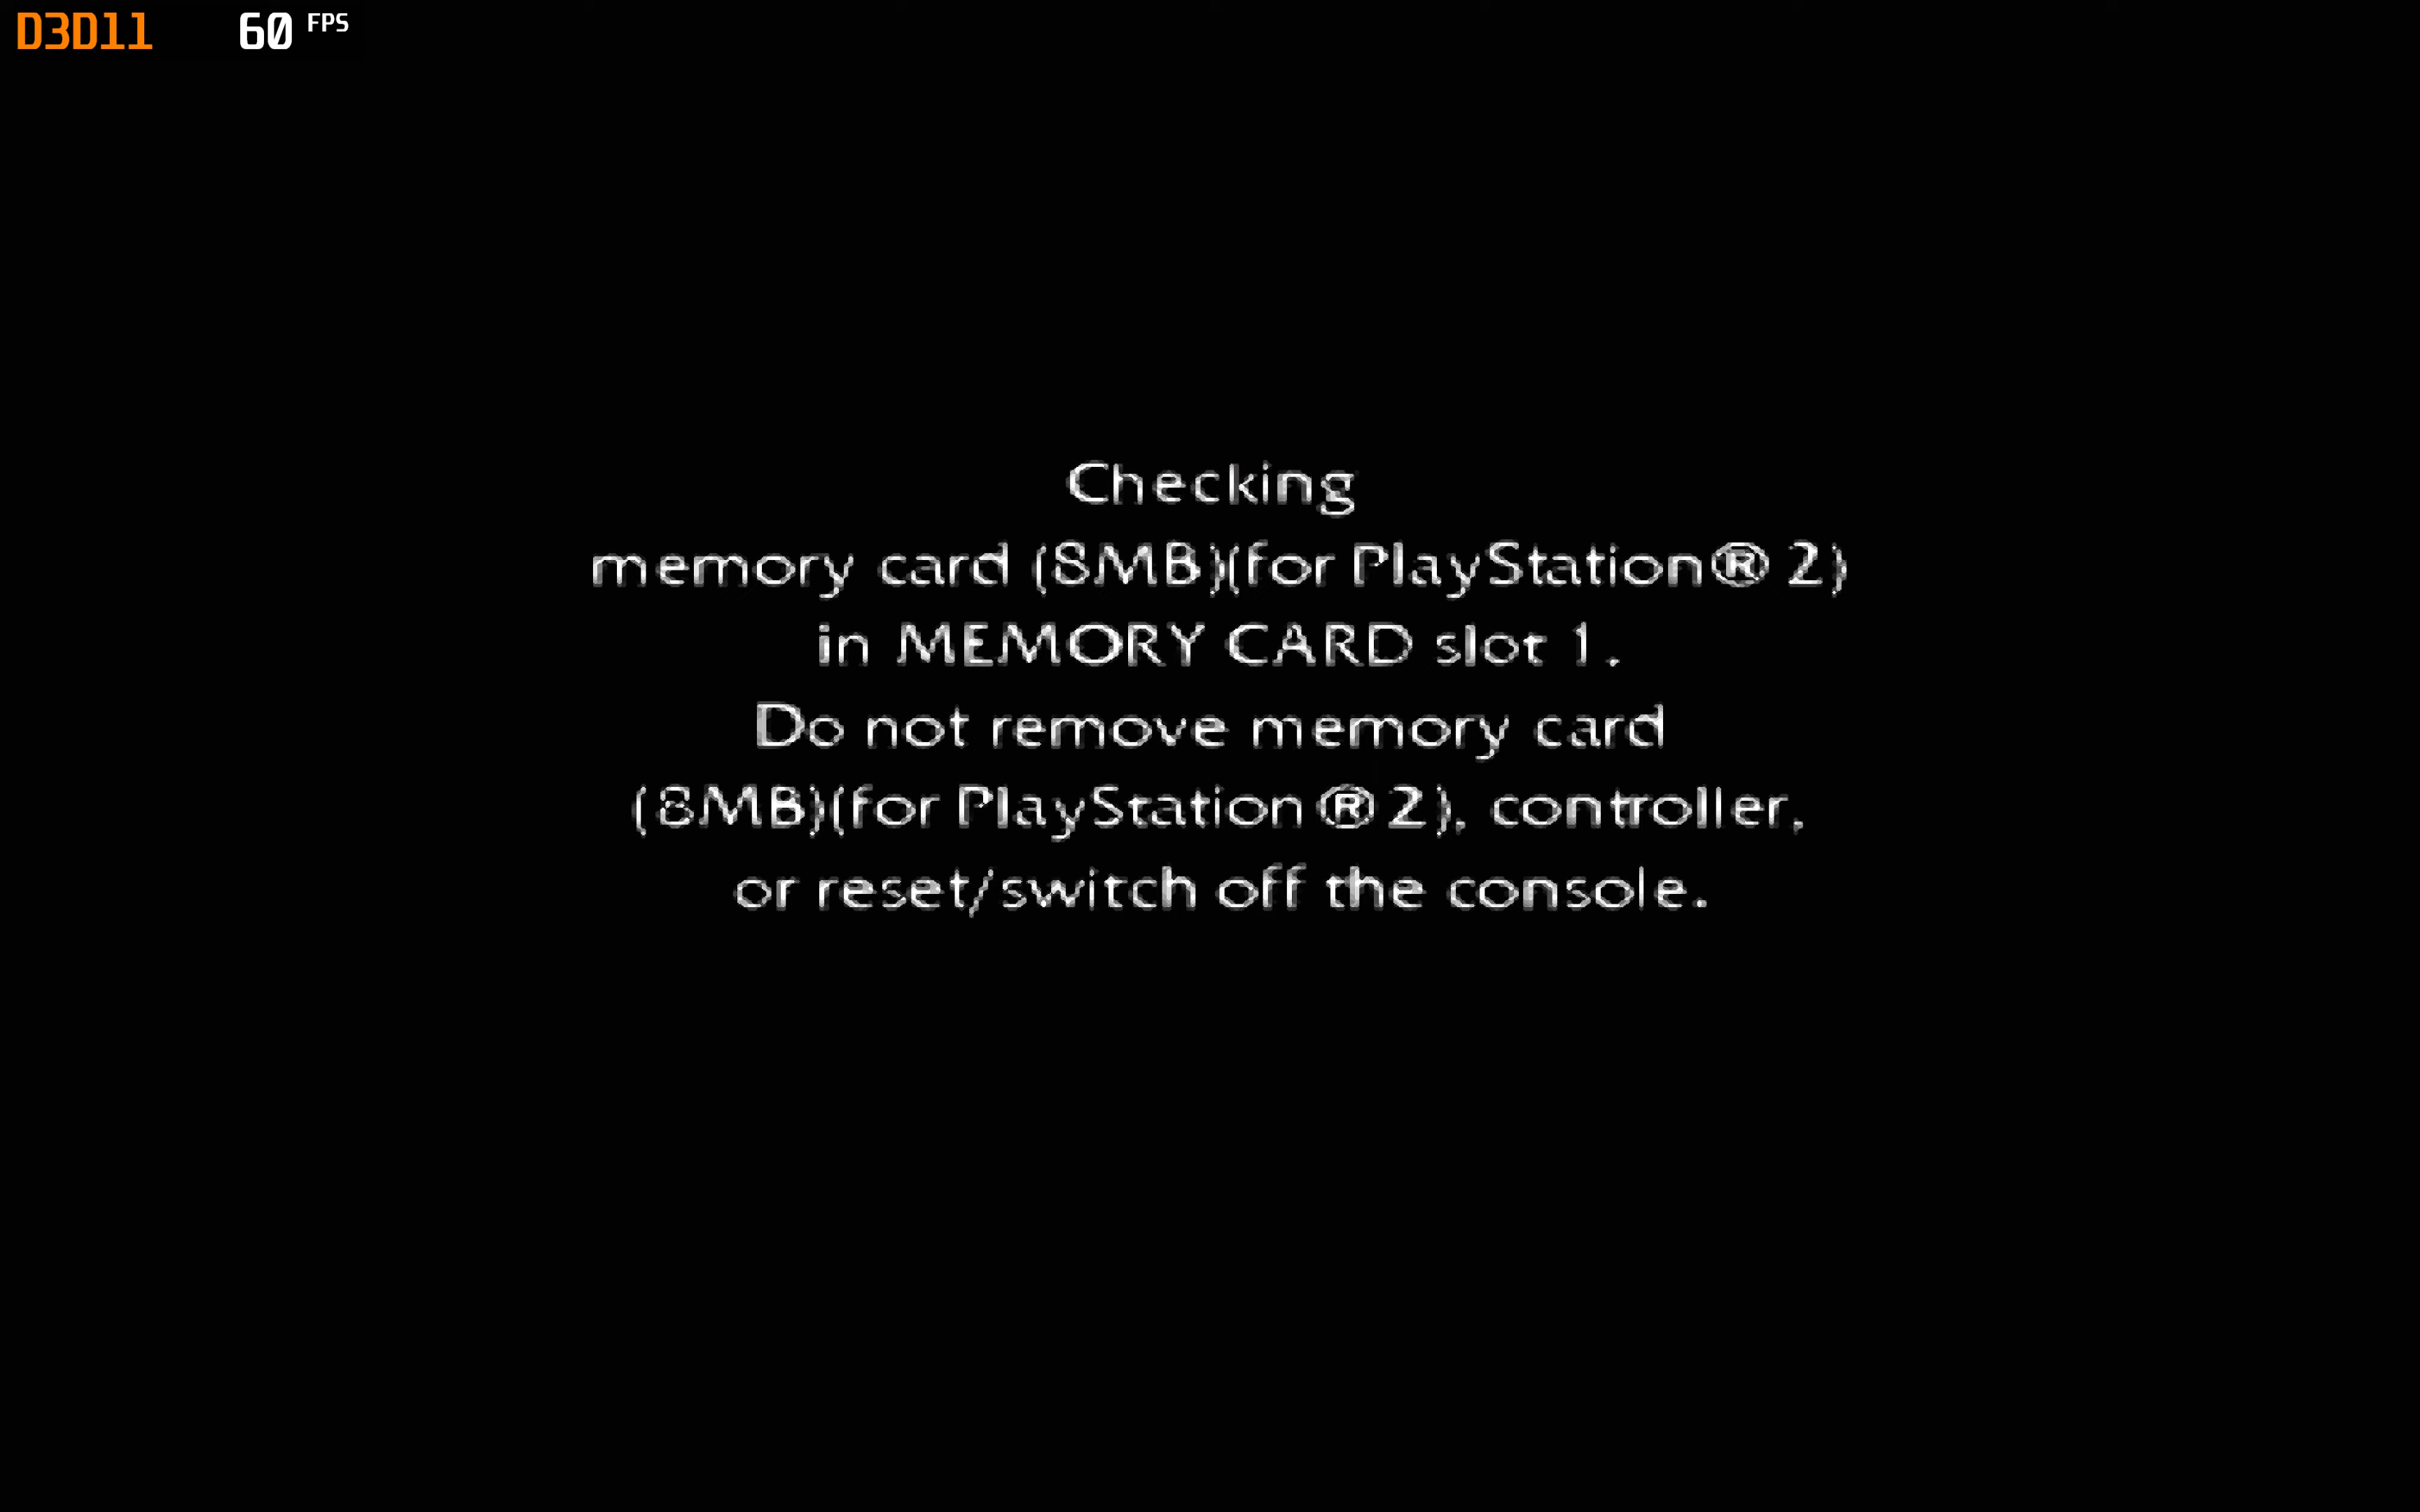 D3D11 60 FPS
Checking
memory card (8MB)(for PlayStation®2)
in MEMORY CARD slot 1.
Do not remove memory card
(8MB)(for PlayStation®2), controller,
or reset/switch off the console.